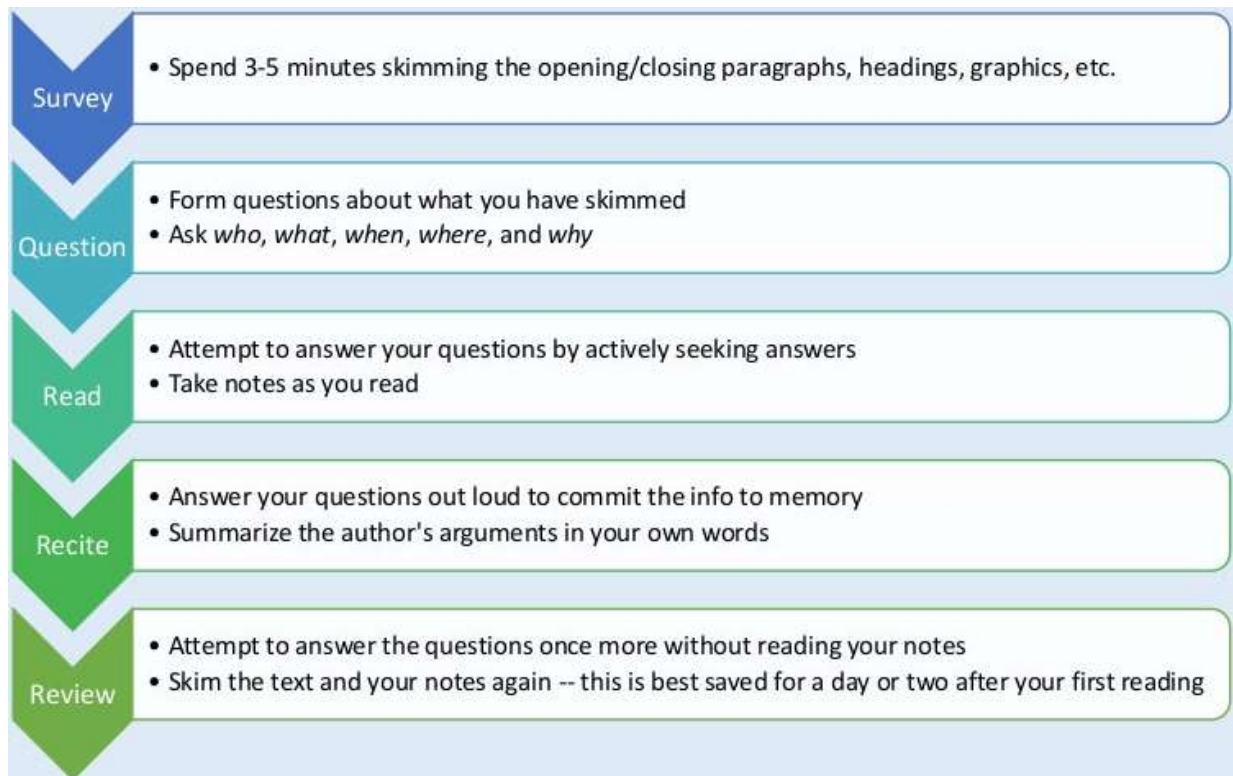 Survey
• Spend 3-5 minutes skimming the opening/closing paragraphs, headings, graphics, etc.
Question
• Form questions about what you have skimmed
• Ask who, what, when, where, and why
Read
• Attempt to answer your questions by actively seeking answers
• Take notes as you read
Recite
• Answer your questions out loud to commit the info to memory
• Summarize the author's arguments in your own words
Review
• Attempt to answer the questions once more without reading your notes
• Skim the text and your notes again -- this is best saved for a day or two after your first reading